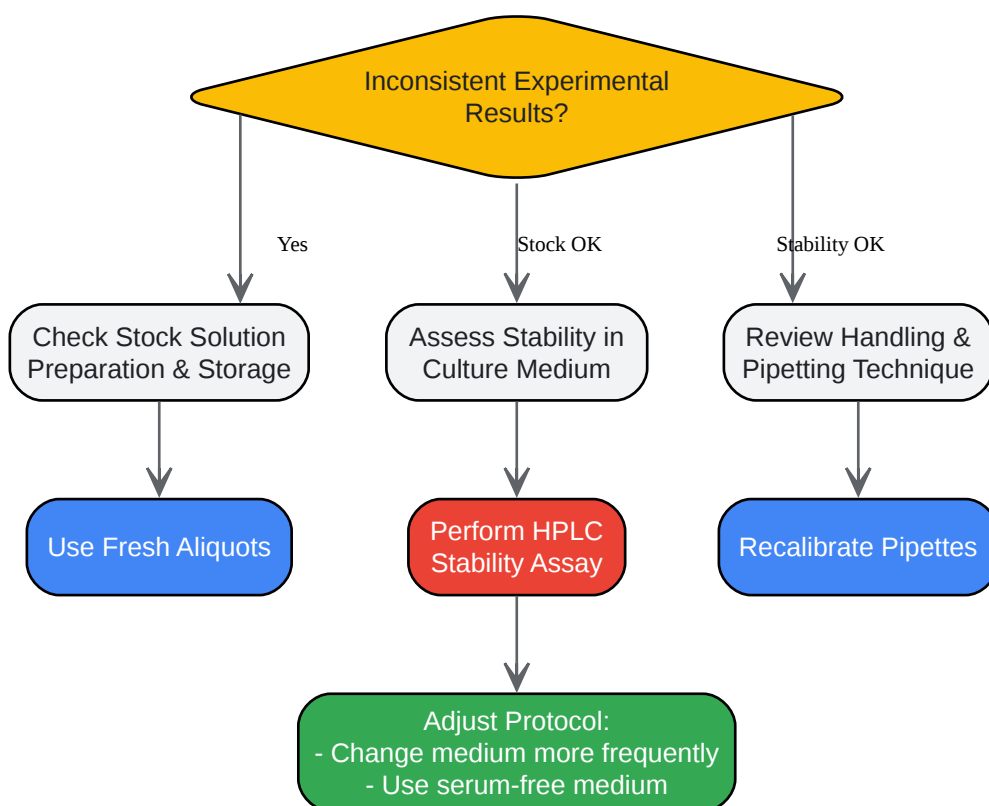 Inconsistent Experimental
Results?
Yes
Stock OK
Stability OK
Check Stock Solution
Preparation & Storage
Assess Stability in
Culture Medium
Review Handling &
Pipetting Technique
Use Fresh Aliquots
Perform HPLC
Stability Assay
Recalibrate Pipettes
Adjust Protocol:
- Change medium more frequently
- Use serum-free medium